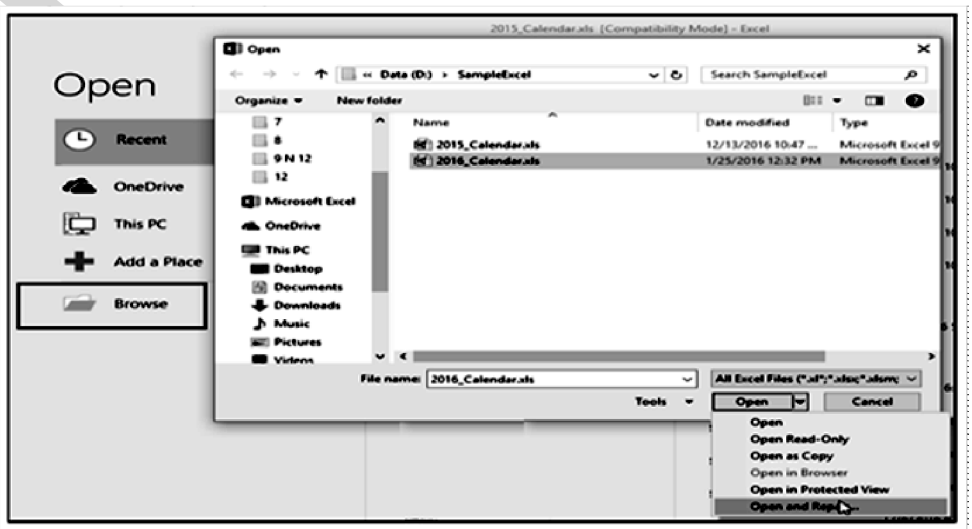 2015_Calendar.xls [Compatibility Mode] - Excel
Open
Open
Recent
OneDrive
This PC
Add a Place
Browse
« Data (D:) › SampleExcel
Search SampleExcel
Organize
New folder
7
8
9 N 12
12
Microsoft Excel
OneDrive
This PC
Desktop
Documents
Downloads
Music
Pictures
Videos
Name Date modified Type
2015_Calendar.xls 12/13/2016 10:47 ... Microsoft Excel 9
2016_Calendar.xls 1/25/2016 12:32 PM Microsoft Excel 9
File name: 2016_Calendar.xls
All Excel Files (*.xl*;*.xlsx;*.xlsm;
Tools Open Cancel
Open
Open Read-Only
Open as Copy
Open in Browser
Open in Protected View
Open and